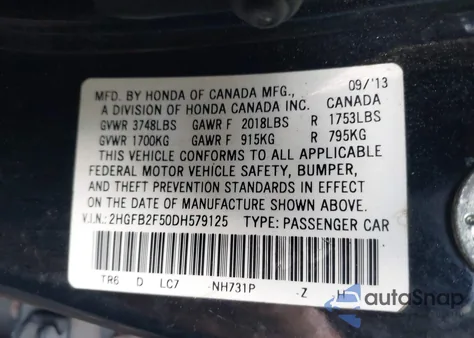 MFD. BY HONDA OF CANADA MFG., 09/'13
A DIVISION OF HONDA CANADA INC. CANADA
GVWR 3748LBS GAWR F 2018LBS R 1753LBS
GVWR 1700KG GAWR F 915KG R 795KG
THIS VEHICLE CONFORMS TO ALL APPLICABLE
FEDERAL MOTOR VEHICLE SAFETY, BUMPER,
AND THEFT PREVENTION STANDARDS IN EFFECT
ON THE DATE OF MANUFACTURE SHOWN ABOVE.
V.I.N.:2HGFB2F50DH579125 TYPE: PASSENGER CAR
TR6 D LC7 NH731P -Z H
autoSnap